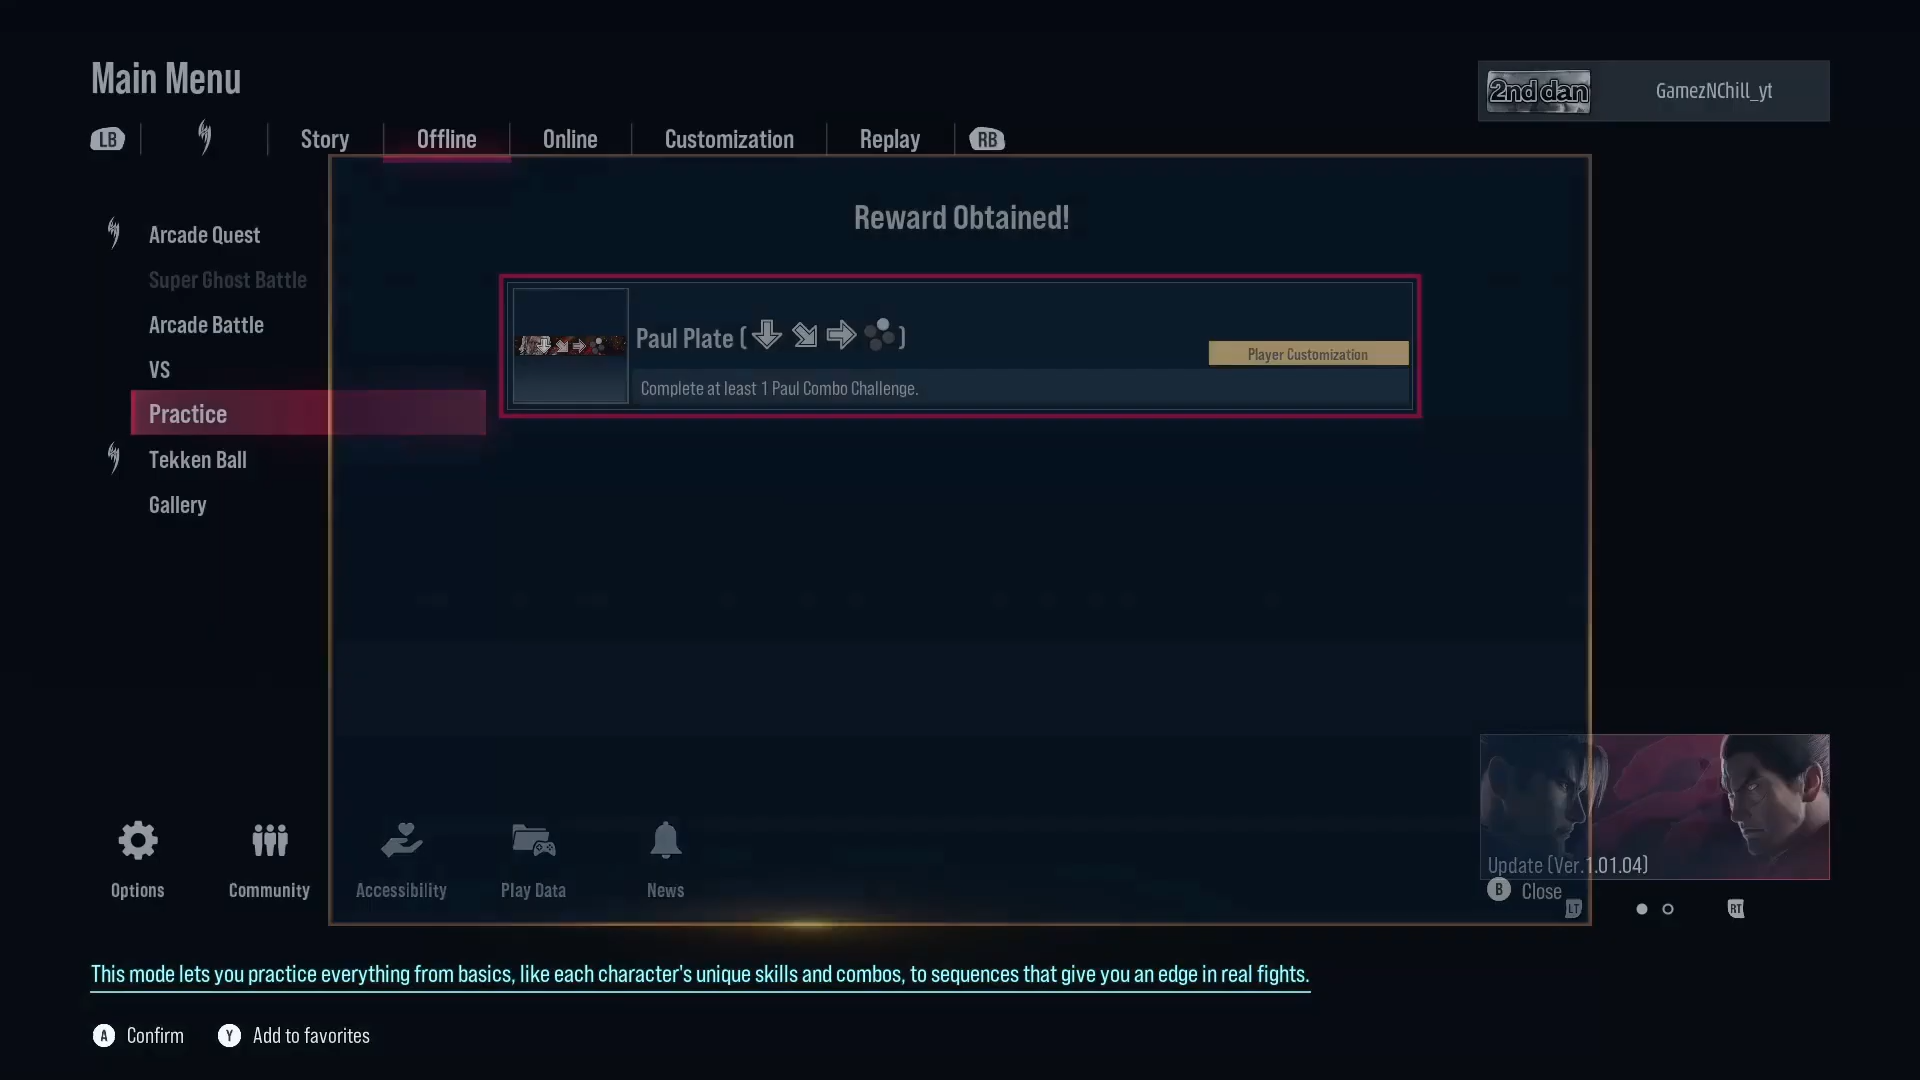 Main Menu
2nd dan
GamezNChill_yt
LB
Story
Offline
Online
Customization
Replay
RB
Reward Obtained!
Arcade Quest
Super Ghost Battle
Arcade Battle
VS
Practice
Tekken Ball
Gallery
Paul Plate ( )
Player Customization
Complete at least 1 Paul Combo Challenge.
Options
Community
Accessibility
Play Data
News
Update (Ver.1.01.04)
B Close
LT
RT
This mode lets you practice everything from basics, like each character's unique skills and combos, to sequences that give you an edge in real fights.
A Confirm
Y Add to favorites